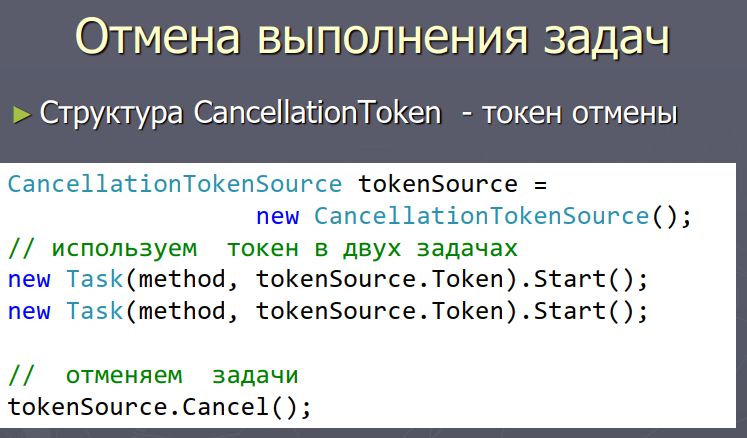 Отмена выполнения задач
► Структура CancellationToken - токен отмены
CancellationTokenSource tokenSource =
new CancellationTokenSource();
// используем токен в двух задачах
new Task(method, tokenSource.Token).Start();
new Task(method, tokenSource.Token).Start();
// отменяем задачи
tokenSource.Cancel();